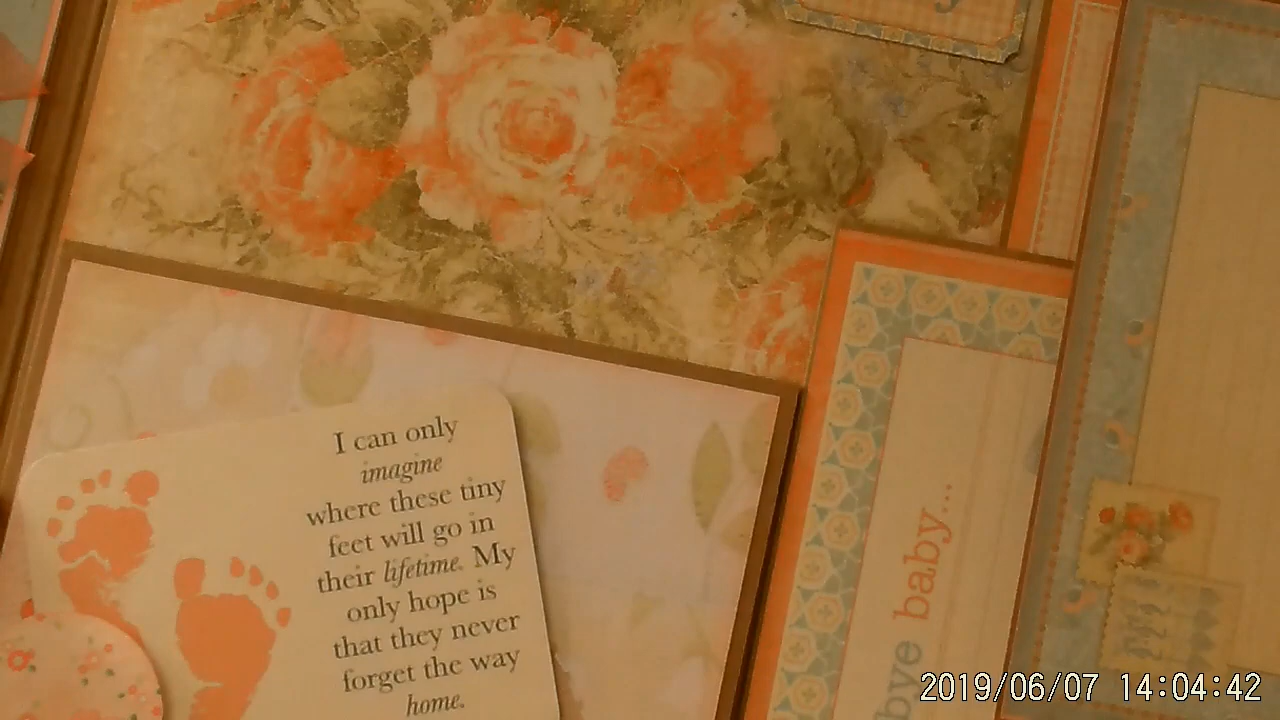 I can only
imagine
where these tiny
feet will go in
their lifetime. My
only hope is
that they never
forget the way
home.
bye baby...
2019/06/07 14:04:42